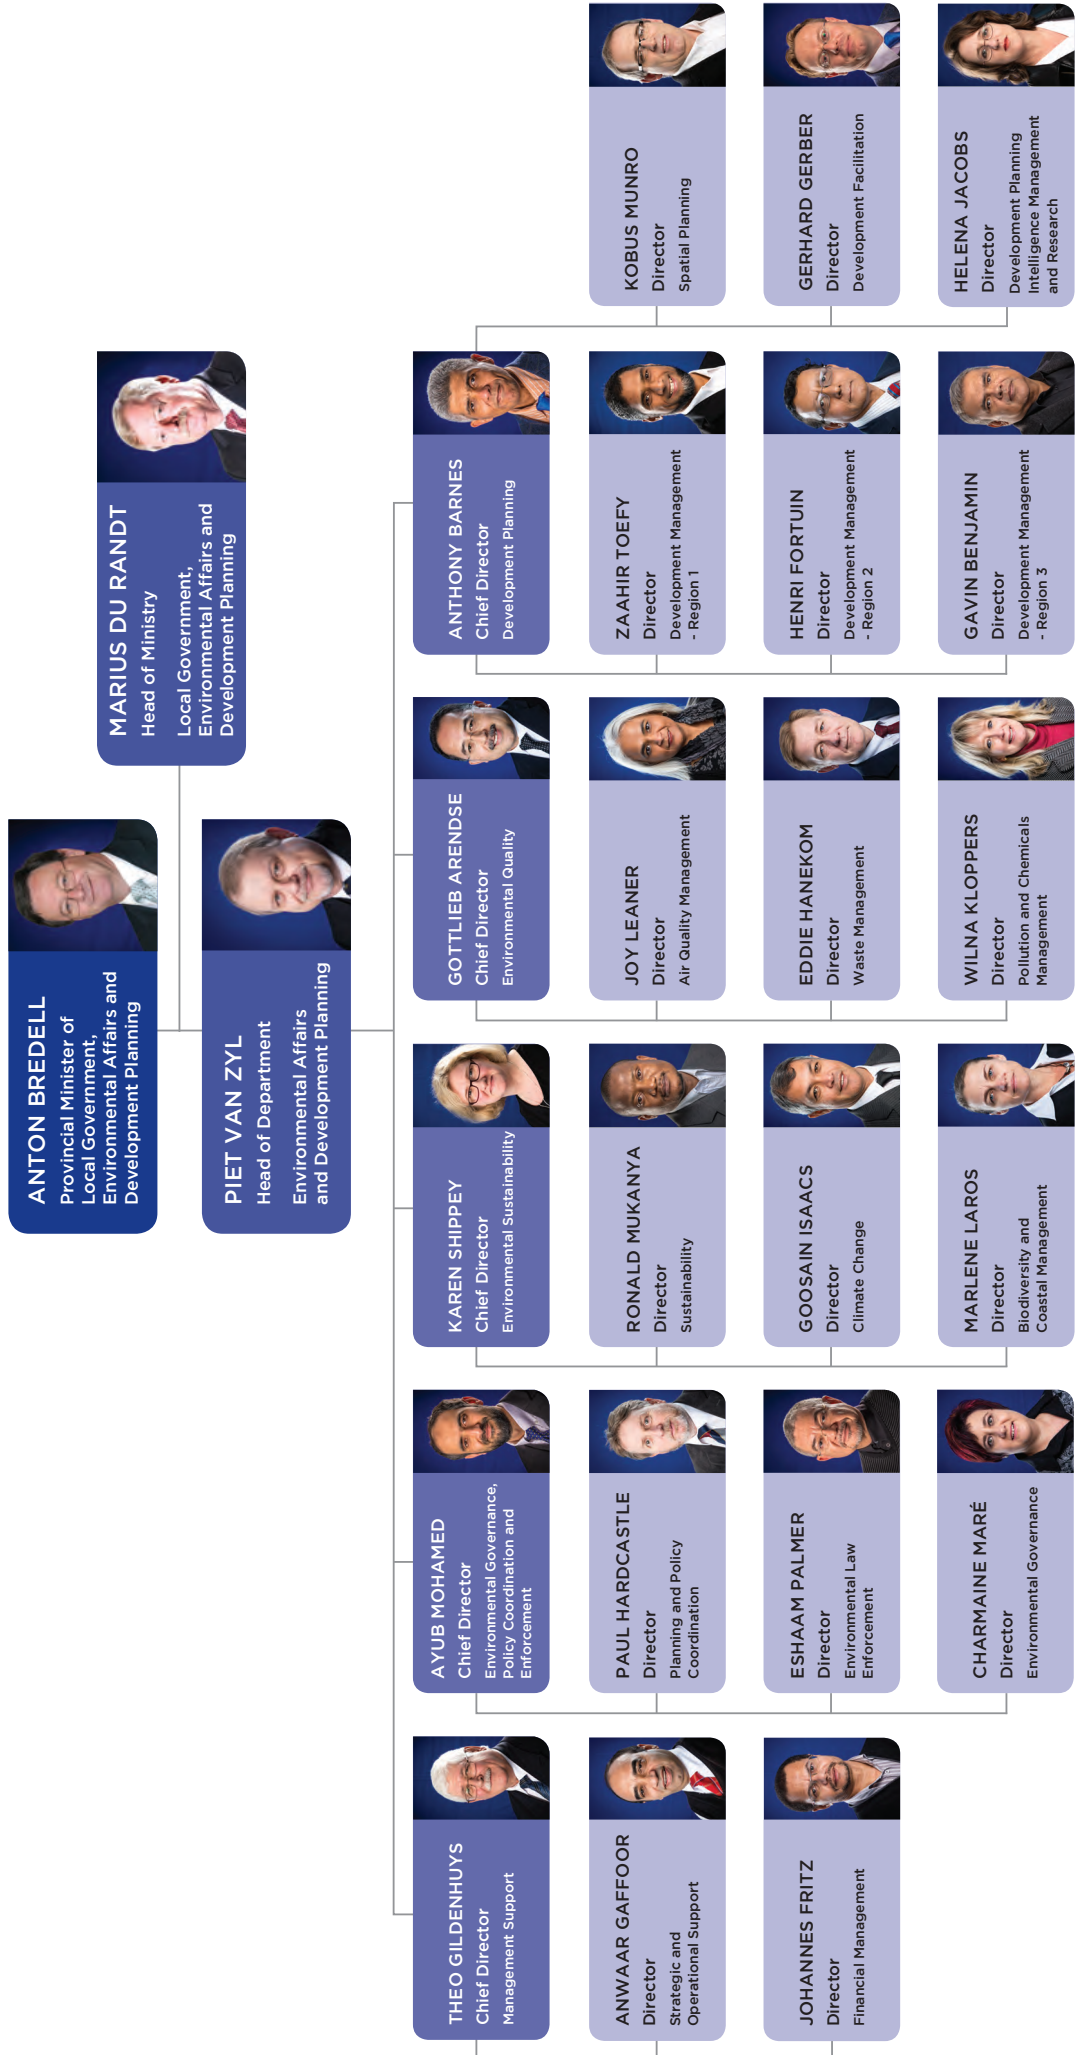 ANTON BREDELL
Provincial Minister of
Local Government,
Environmental Affairs and
Development Planning
MARIUS DU RANDT
Head of Ministry
Local Government,
Environmental Affairs and
Development Planning
PIET VAN ZYL
Head of Department
Environmental Affairs
and Development Planning
THEO GILDENHUYS
Chief Director
Management Support
ANWAAR GAFFOOR
Director
Strategic and
Operational Support
JOHANNES FRITZ
Director
Financial Management
AYUB MOHAMED
Chief Director
Environmental Governance,
Policy Coordination and
Enforcement
PAUL HARDCASTLE
Director
Planning and Policy
Coordination
ESHAAM PALMER
Director
Environmental Law
Enforcement
CHARMAINE MARÉ
Director
Environmental Governance
KAREN SHIPPEY
Chief Director
Environmental Sustainability
RONALD MUKANYA
Director
Sustainability
GOOSAIN ISAACS
Director
Climate Change
MARLENE LAROS
Director
Biodiversity and
Coastal Management
GOTTLIEB ARENDSE
Chief Director
Environmental Quality
JOY LEANER
Director
Air Quality Management
EDDIE HANEKOM
Director
Waste Management
WILNA KLOPPERS
Director
Pollution and Chemicals
Management
ANTHONY BARNES
Chief Director
Development Planning
ZAAHIR TOEFY
Director
Development Management
- Region 1
HENRI FORTUIN
Director
Development Management
- Region 2
GAVIN BENJAMIN
Director
Development Management
- Region 3
KOBUS MUNRO
Director
Spatial Planning
GERHARD GERBER
Director
Development Facilitation
HELENA JACOBS
Director
Development Planning
Intelligence Management
and Research